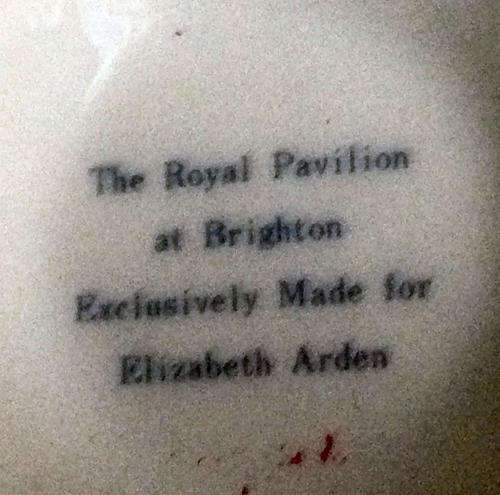 The Royal Pavilion
at Brighton
Exclusively Made for
Elizabeth Arden